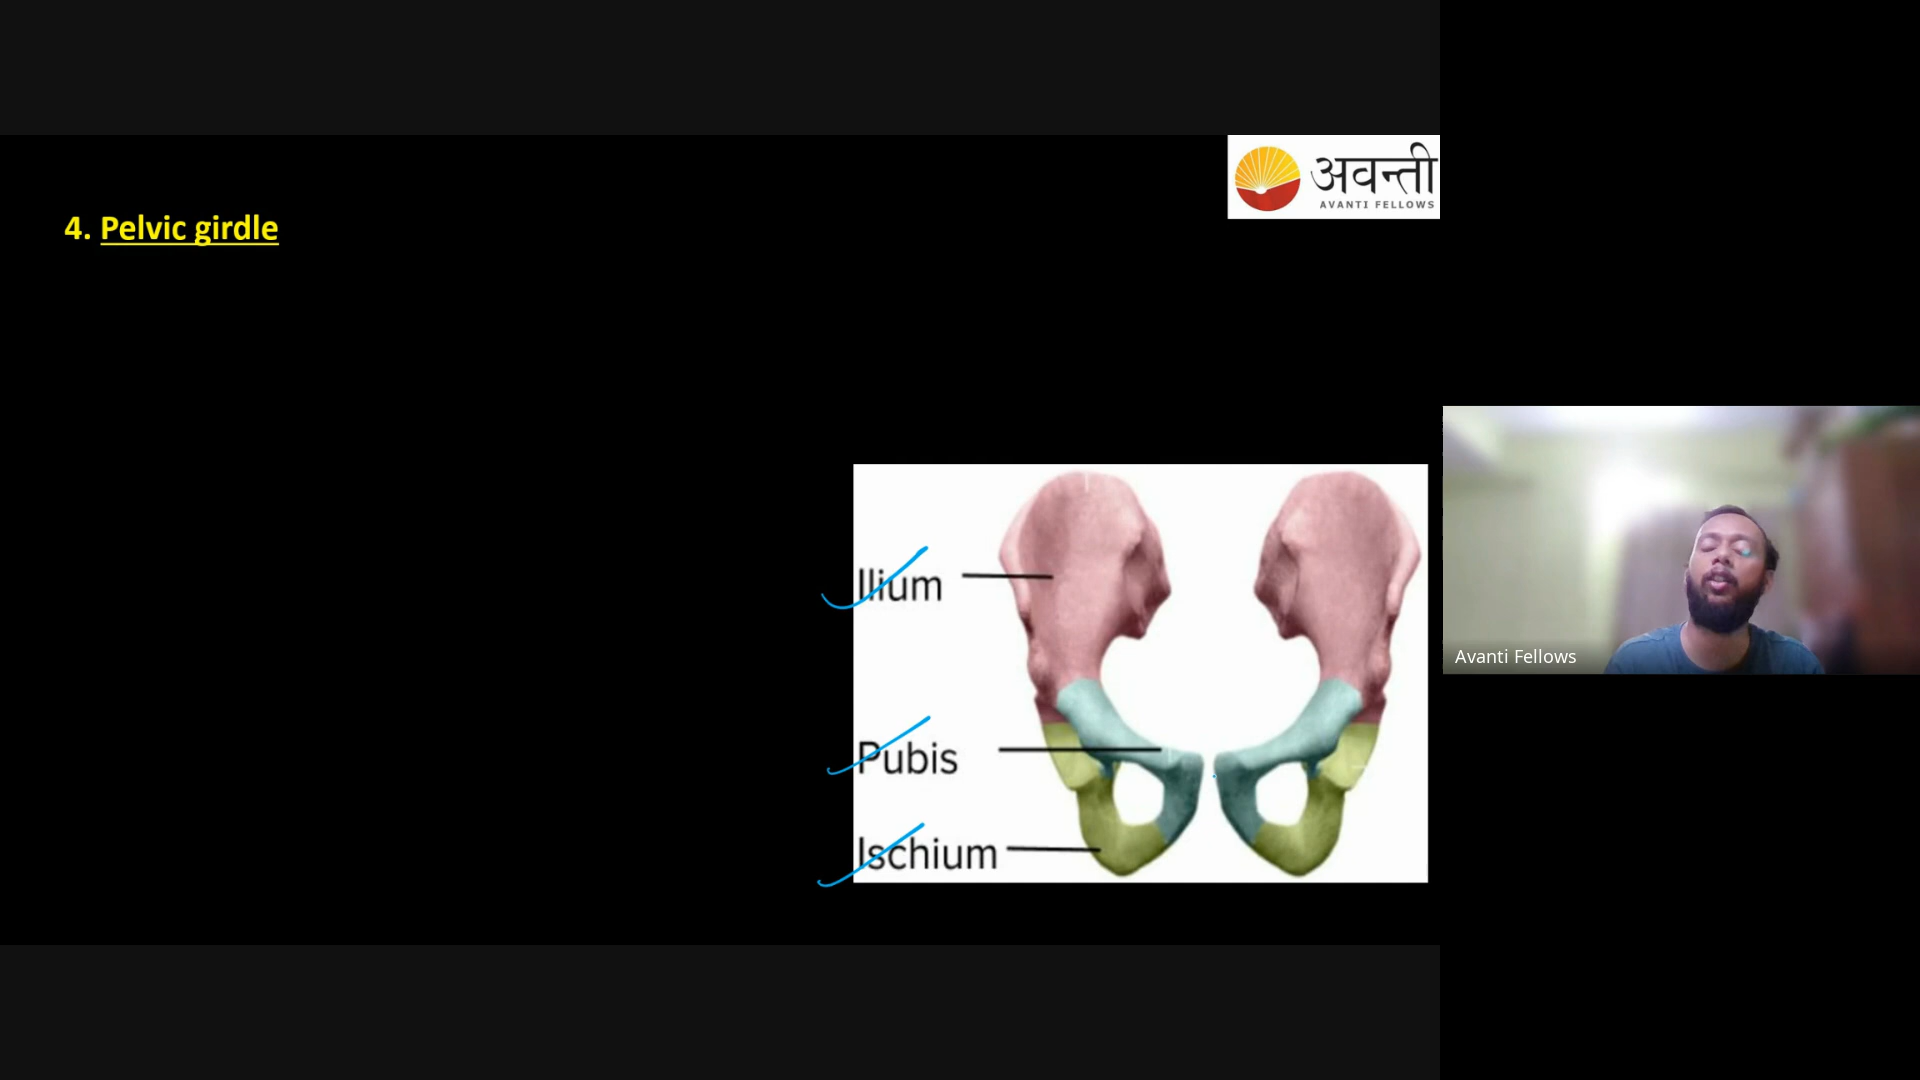 अवन्ती
AVANTI FELLOWS
4. Pelvic girdle
Ilium
Pubis
Ischium
Avanti Fellows